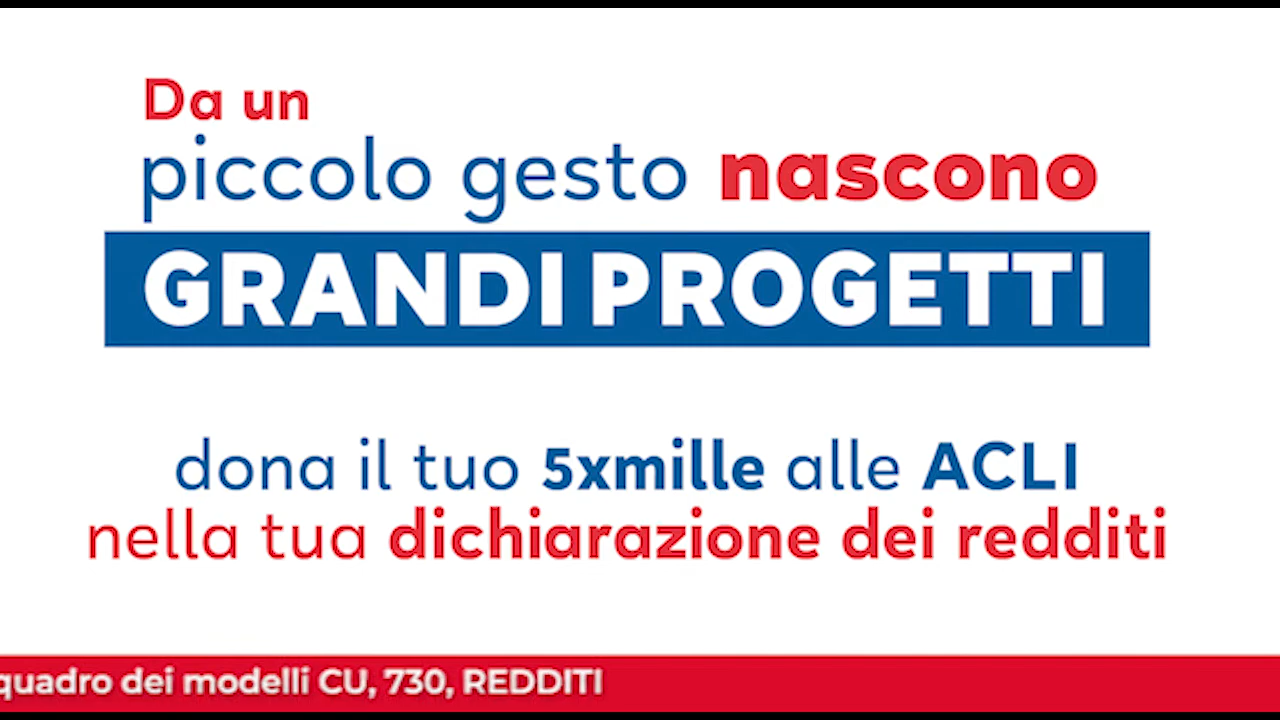 Da un
piccolo gesto nascono
GRANDI PROGETTI
dona il tuo 5xmille alle ACLI
nella tua dichiarazione dei redditi
quadro dei modelli CU, 730, REDDITI